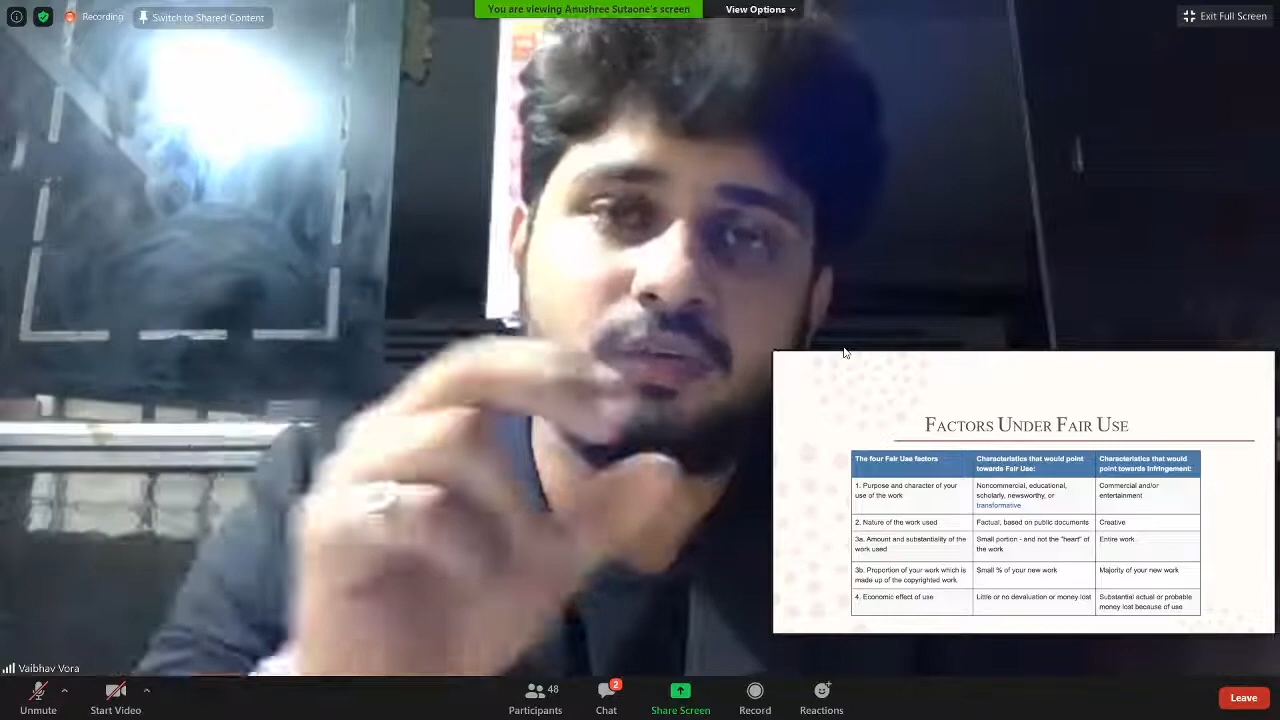 Recording
Switch to Shared Content
You are viewing Anushree Sutaone's screen
View Options
Exit Full Screen
FACTORS UNDER FAIR USE
The four Fair Use factors
Characteristics that would point
towards Fair Use:
Characteristics that would
point towards Infringement:
1. Purpose and character of your
use of the work
Noncommercial, educational,
scholarly, newsworthy, or
transformative
Commercial and/or
entertainment
2. Nature of the work used
Factual, based on public documents
Creative
3a. Amount and substantiality of the
work used
Small portion - and not the "heart" of
the work
Entire work
3b. Proportion of your work which is
made up of the copyrighted work
Small % of your new work
Majority of your new work
4. Economic effect of use
Little or no devaluation or money lost
Substantial actual or probable
money lost because of use
Vaibhav Vora
Unmute
Start Video
48
Participants
2
Chat
Share Screen
Record
Reactions
Leave